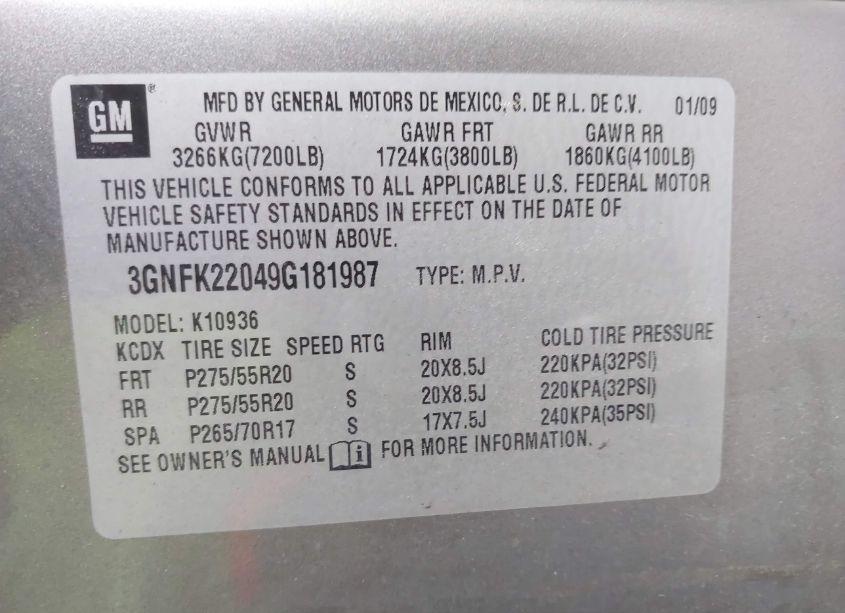 GM ® MFD BY GENERAL MOTORS DE MEXICO, S. DE R.L. DE C.V. 01/09
GVWR GAWR FRT GAWR RR
3266KG(7200LB) 1724KG(3800LB) 1860KG(4100LB)
THIS VEHICLE CONFORMS TO ALL APPLICABLE U.S. FEDERAL MOTOR
VEHICLE SAFETY STANDARDS IN EFFECT ON THE DATE OF
MANUFACTURE SHOWN ABOVE.
3GNFK22049G181987 TYPE: M.P.V.
MODEL: K10936
KCDX TIRE SIZE SPEED RTG RIM COLD TIRE PRESSURE
FRT P275/55R20 S 20X8.5J 220KPA(32PSI)
RR P275/55R20 S 20X8.5J 220KPA(32PSI)
SPA P265/70R17 S 17X7.5J 240KPA(35PSI)
SEE OWNER'S MANUAL i FOR MORE INFORMATION.